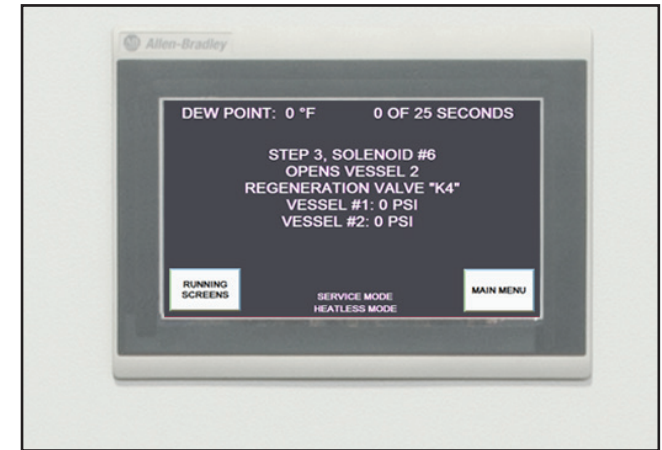 Allen-Bradley
DEW POINT: 0 °F 0 OF 25 SECONDS
STEP 3, SOLENOID #6
OPENS VESSEL 2
REGENERATION VALVE "K4"
VESSEL #1: 0 PSI
VESSEL #2: 0 PSI
RUNNING
SCREENS
MAIN MENU
SERVICE MODE
HEATLESS MODE